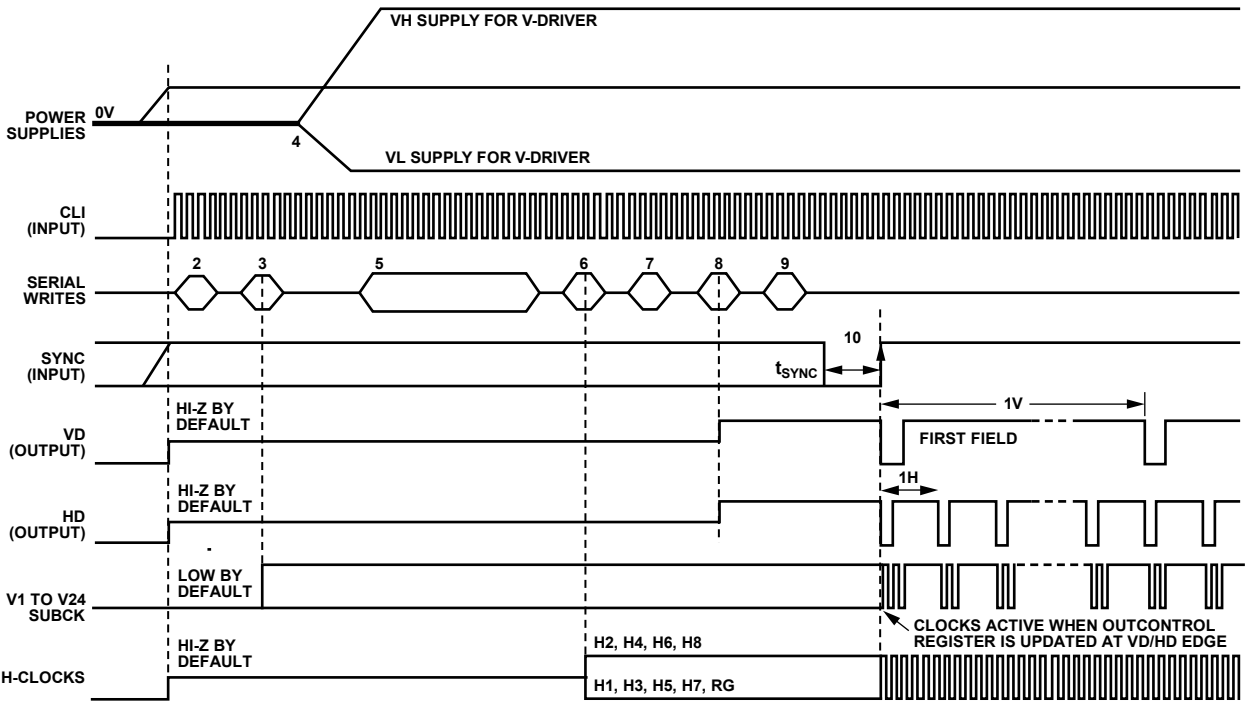 VH SUPPLY FOR V-DRIVER
POWER
SUPPLIES
0V
4
VL SUPPLY FOR V-DRIVER
CLI
(INPUT)
SERIAL
WRITES
2
3
5
6
7
8
9
SYNC
(INPUT)
tSYNC
10
VD
(OUTPUT)
HI-Z BY
DEFAULT
1V
FIRST FIELD
HD
(OUTPUT)
HI-Z BY
DEFAULT
1H
V1 TO V24
SUBCK
LOW BY
DEFAULT
CLOCKS ACTIVE WHEN OUTCONTROL
REGISTER IS UPDATED AT VD/HD EDGE
H-CLOCKS
HI-Z BY
DEFAULT
H2, H4, H6, H8
H1, H3, H5, H7, RG